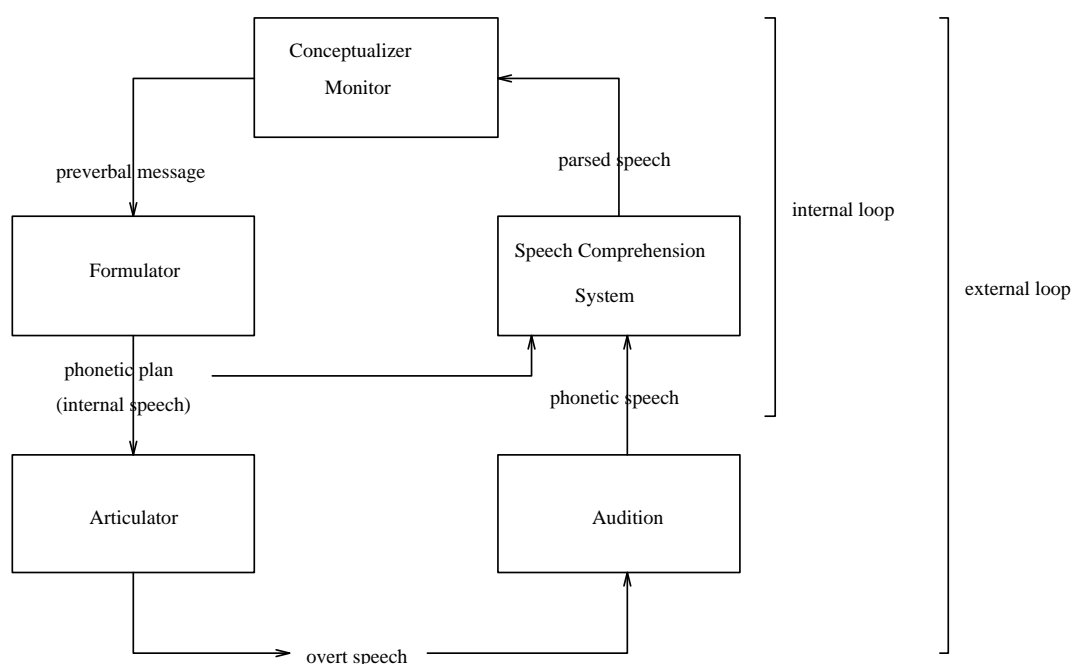 Conceptualizer
Monitor
preverbal message
parsed speech
internal loop
Formulator
Speech Comprehension
System
external loop
phonetic plan
(internal speech)
phonetic speech
Articulator
Audition
overt speech